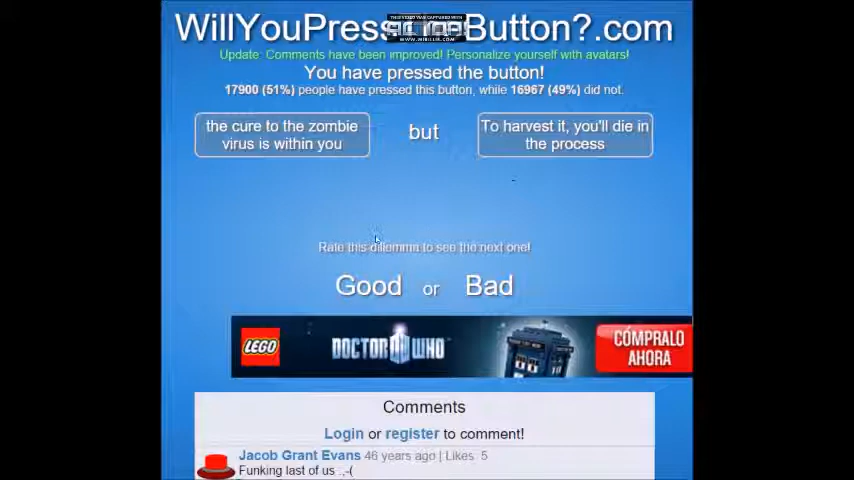 WillYouPress Button?.com
Update: Comments have been improved! Personalize yourself with avatars!
You have pressed the button!
17900 (51%) people have pressed this button, while 16967 (49%) did not.
the cure to the zombie
virus is within you
but
To harvest it, you'll die in
the process
Rate this dilemma to see the next one!
Good or Bad
LEGO
DOCTOR WHO
CÓMPRALO
AHORA
Comments
Login or register to comment!
Jacob Grant Evans 46 years ago | Likes: 5
Funking last of us .,-(